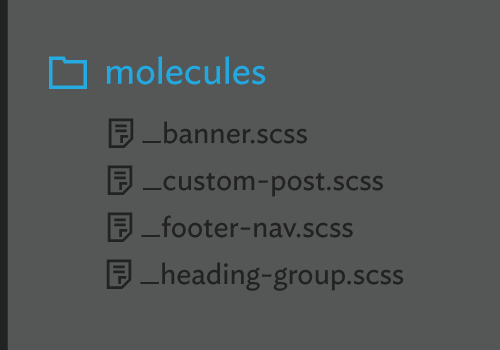 molecules
_banner.scss
_custom-post.scss
_footer-nav.scss
_heading-group.scss